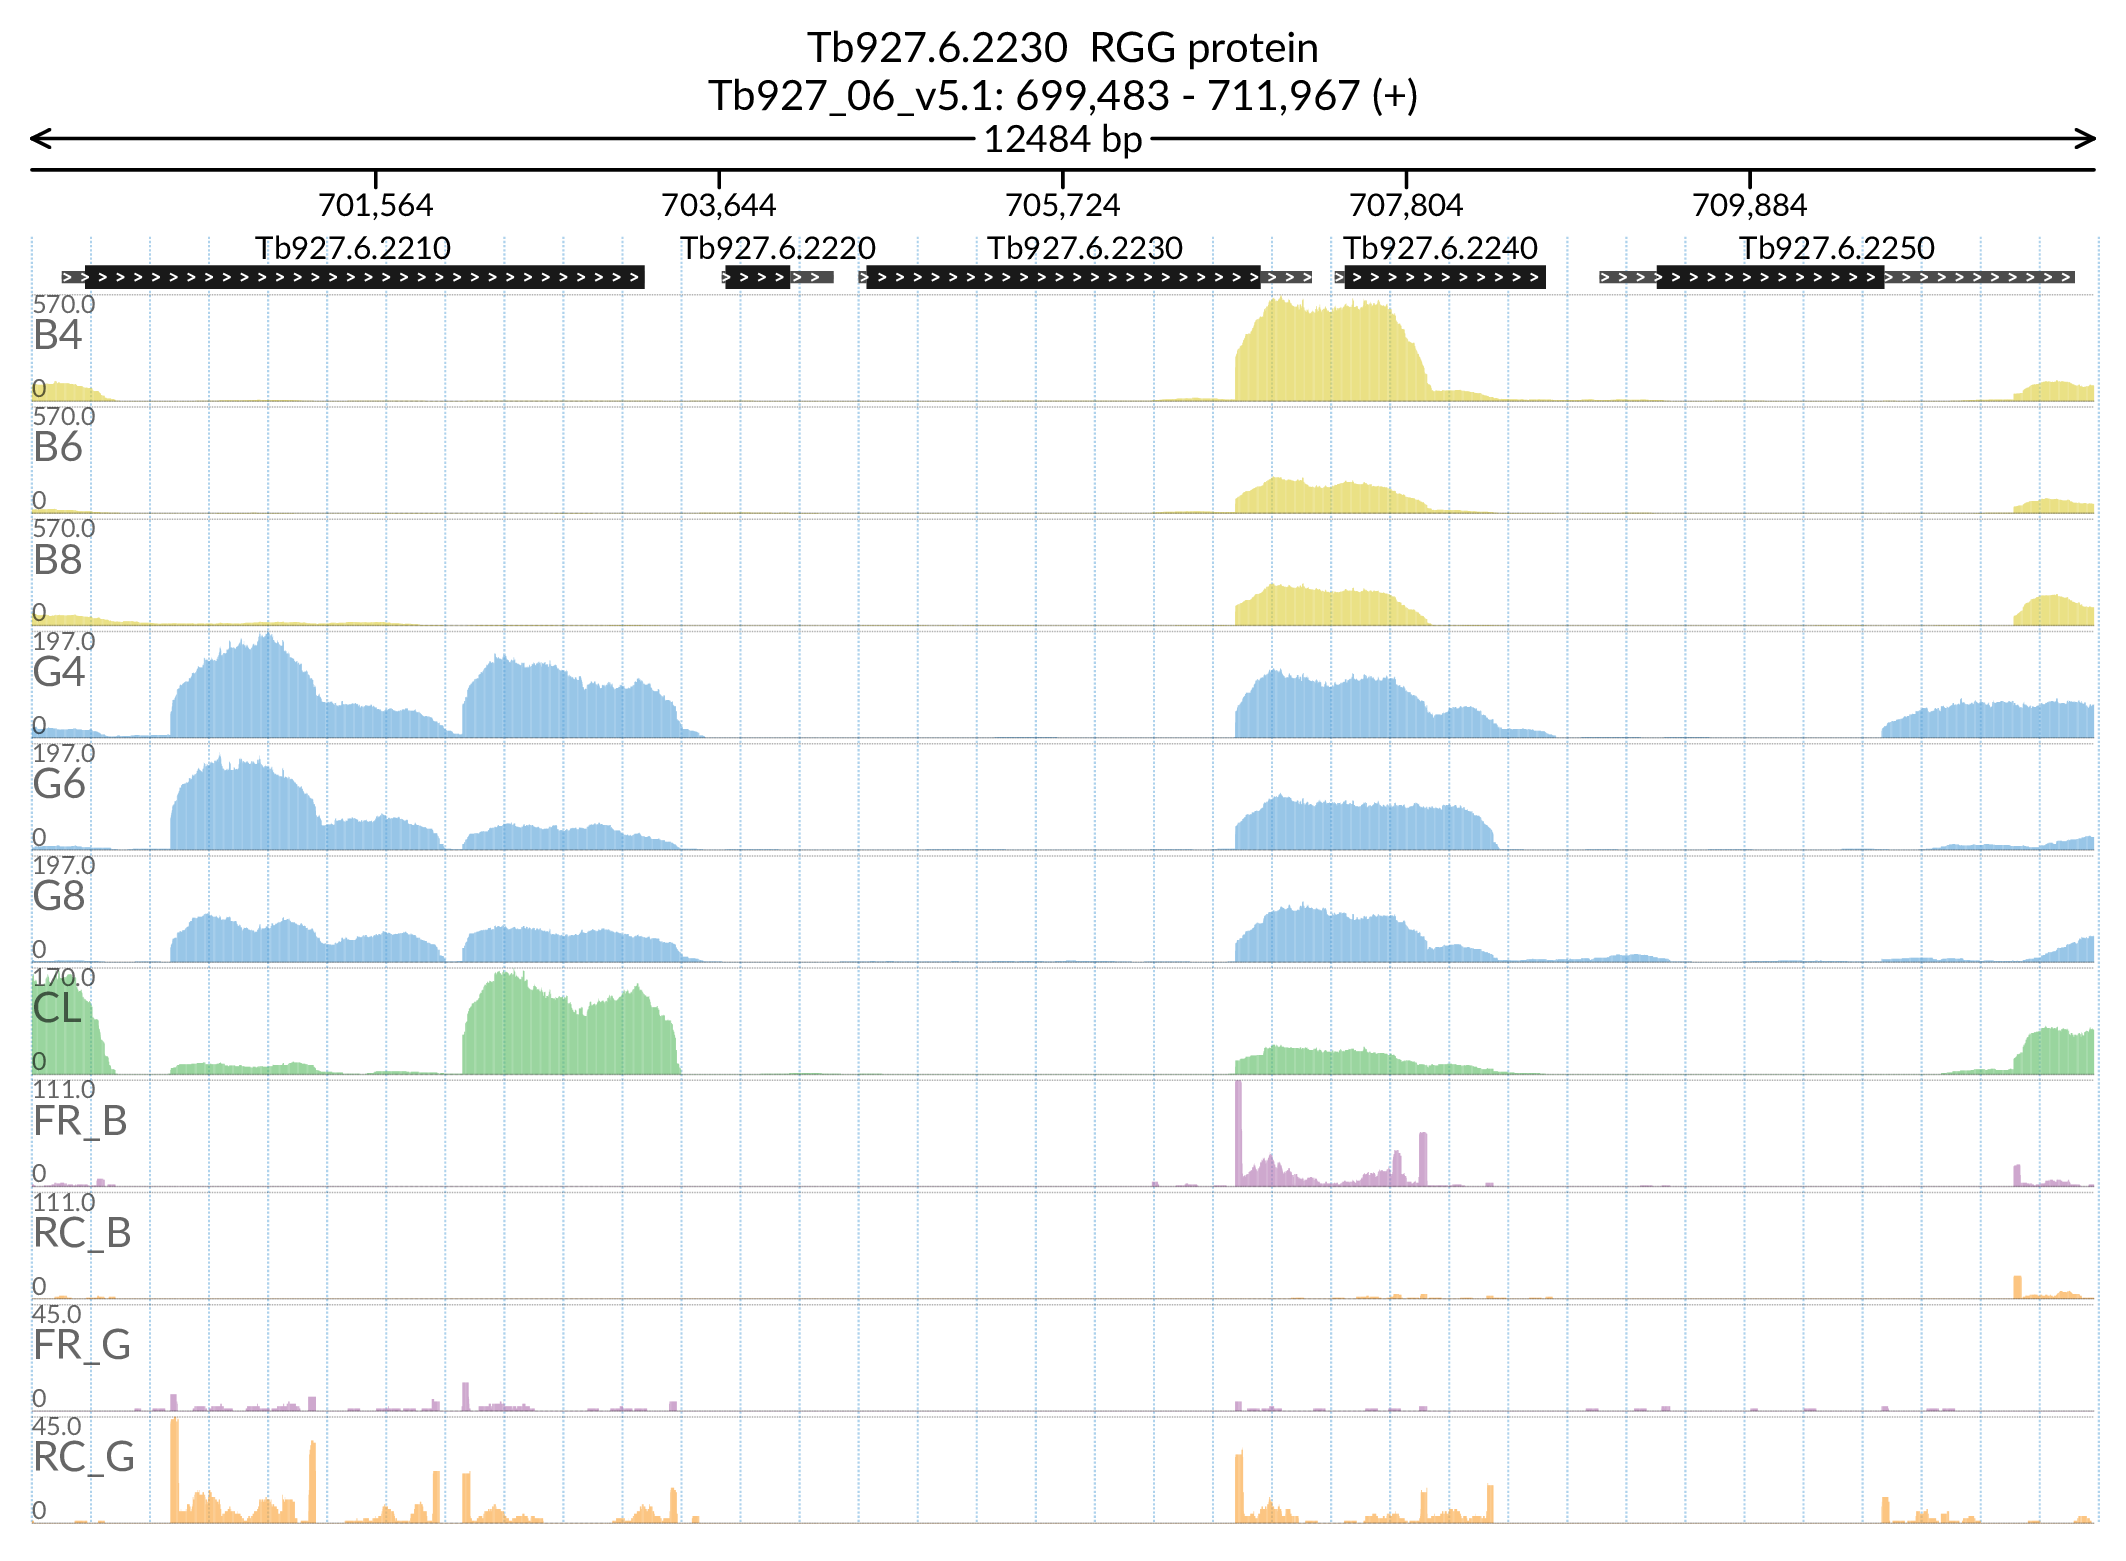 Tb927.6.2230  RGG protein
Tb927_06_v5.1: 699,483 - 711,967 (+)
12484 bp
701,564 703,644 705,724 707,804 709,884
Tb927.6.2210 Tb927.6.2220 Tb927.6.2230 Tb927.6.2240 Tb927.6.2250
570.0
B4
0
570.0
B6
0
570.0
B8
0
197.0
G4
0
197.0
G6
0
197.0
G8
0
170.0
CL
0
111.0
FR_B
0
111.0
RC_B
0
45.0
FR_G
0
45.0
RC_G
0